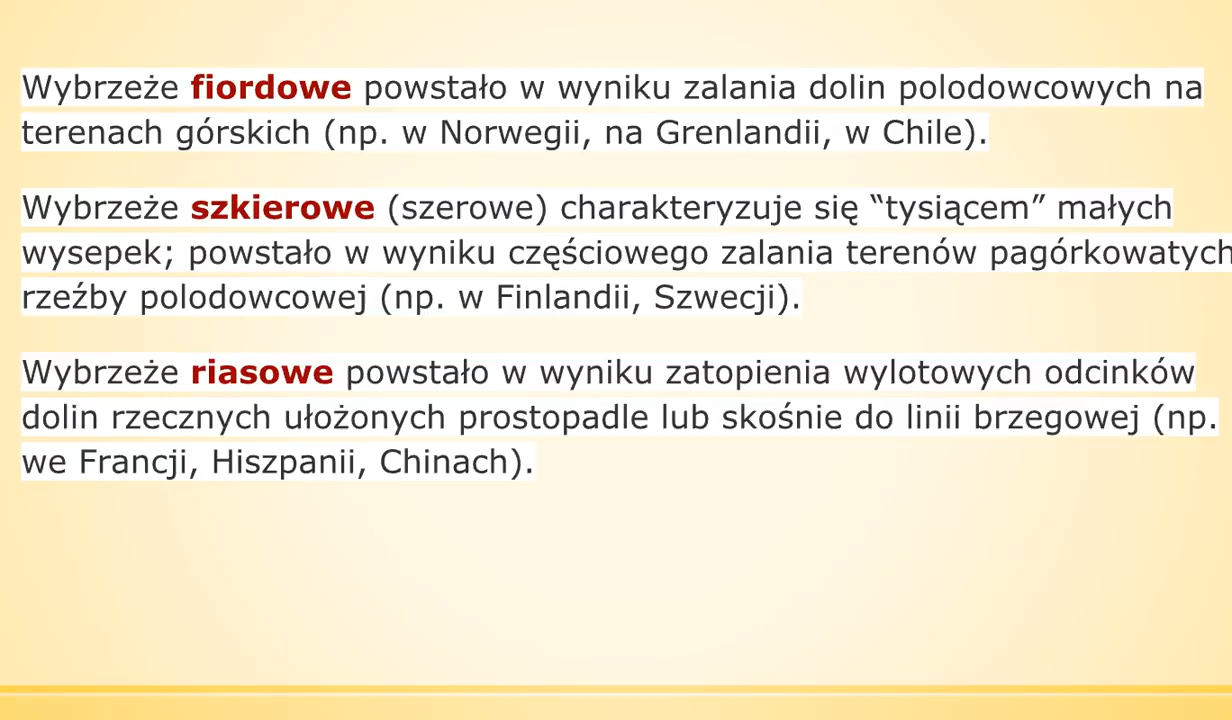 Wybrzeże fiordowe powstało w wyniku zalania dolin polodowcowych na
terenach górskich (np. w Norwegii, na Grenlandii, w Chile).
Wybrzeże szkierowe (szerowe) charakteryzuje się “tysiącem” małych
wysepek; powstało w wyniku częściowego zalania terenów pagórkowatych
rzeźby polodowcowej (np. w Finlandii, Szwecji).
Wybrzeże riasowe powstało w wyniku zatopienia wylotowych odcinków
dolin rzecznych ułożonych prostopadle lub skośnie do linii brzegowej (np.
we Francji, Hiszpanii, Chinach).